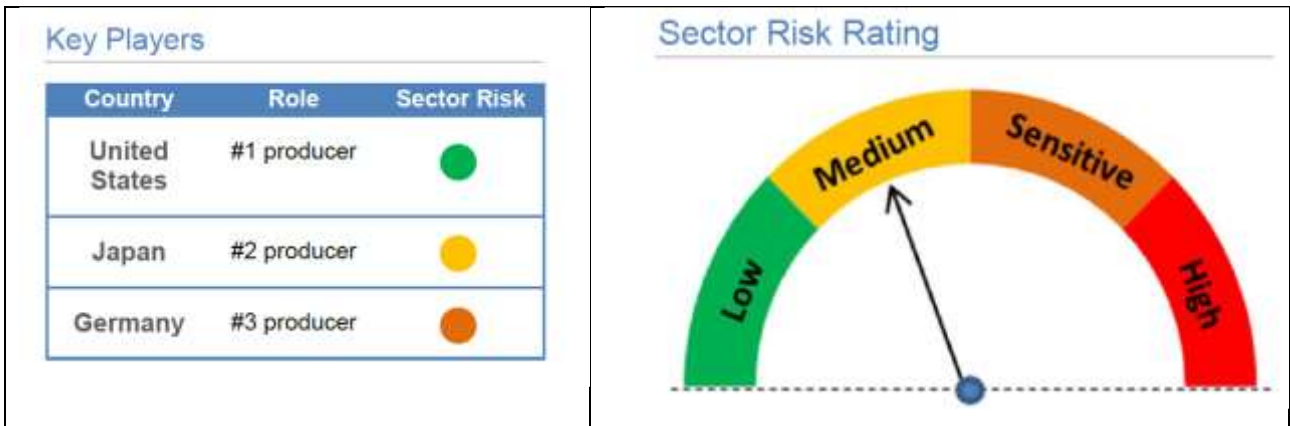 Key Players
Country Role Sector Risk
United States #1 producer
Japan #2 producer
Germany #3 producer
Sector Risk Rating
Low
Medium
Sensitive
High